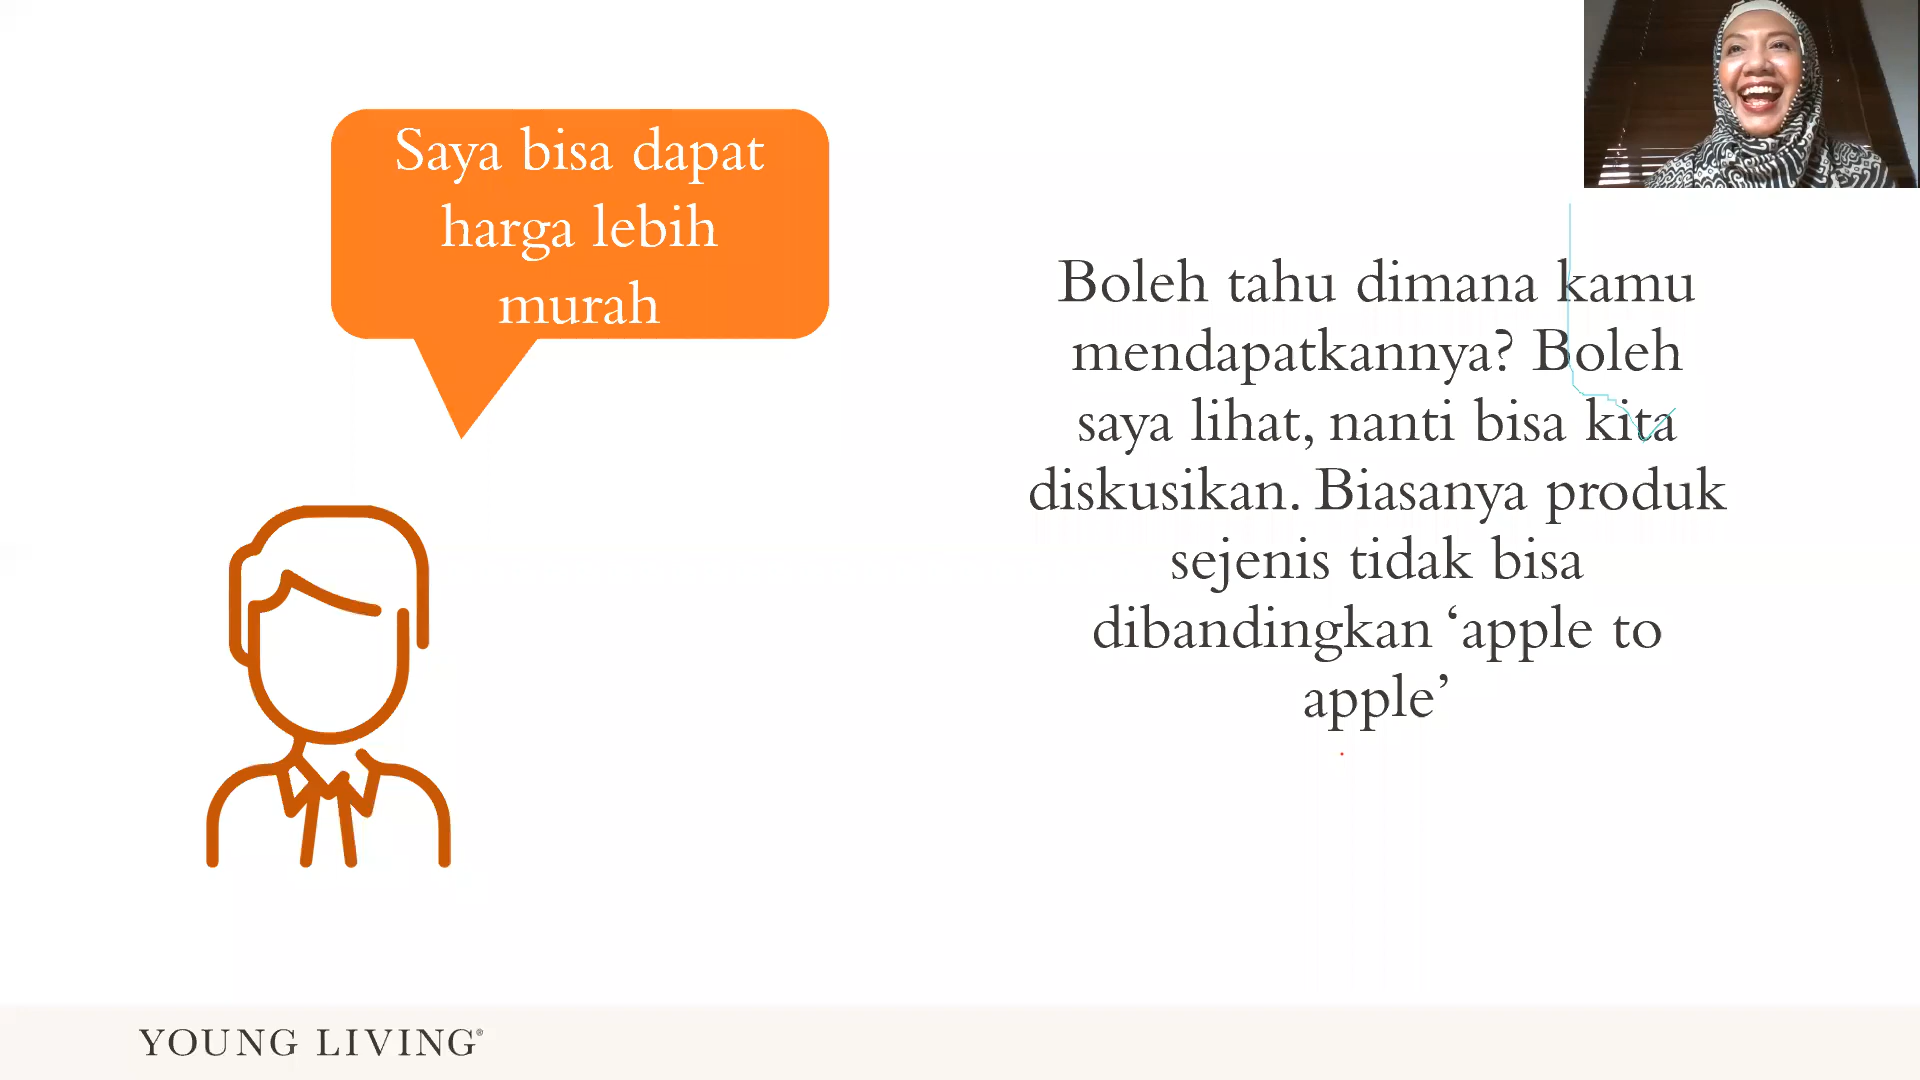 Saya bisa dapat
harga lebih
murah
Boleh tahu dimana kamu
mendapatkannya? Boleh
saya lihat, nanti bisa kita
diskusikan. Biasanya produk
sejenis tidak bisa
dibandingkan ‘apple to
apple’
YOUNG LIVING®